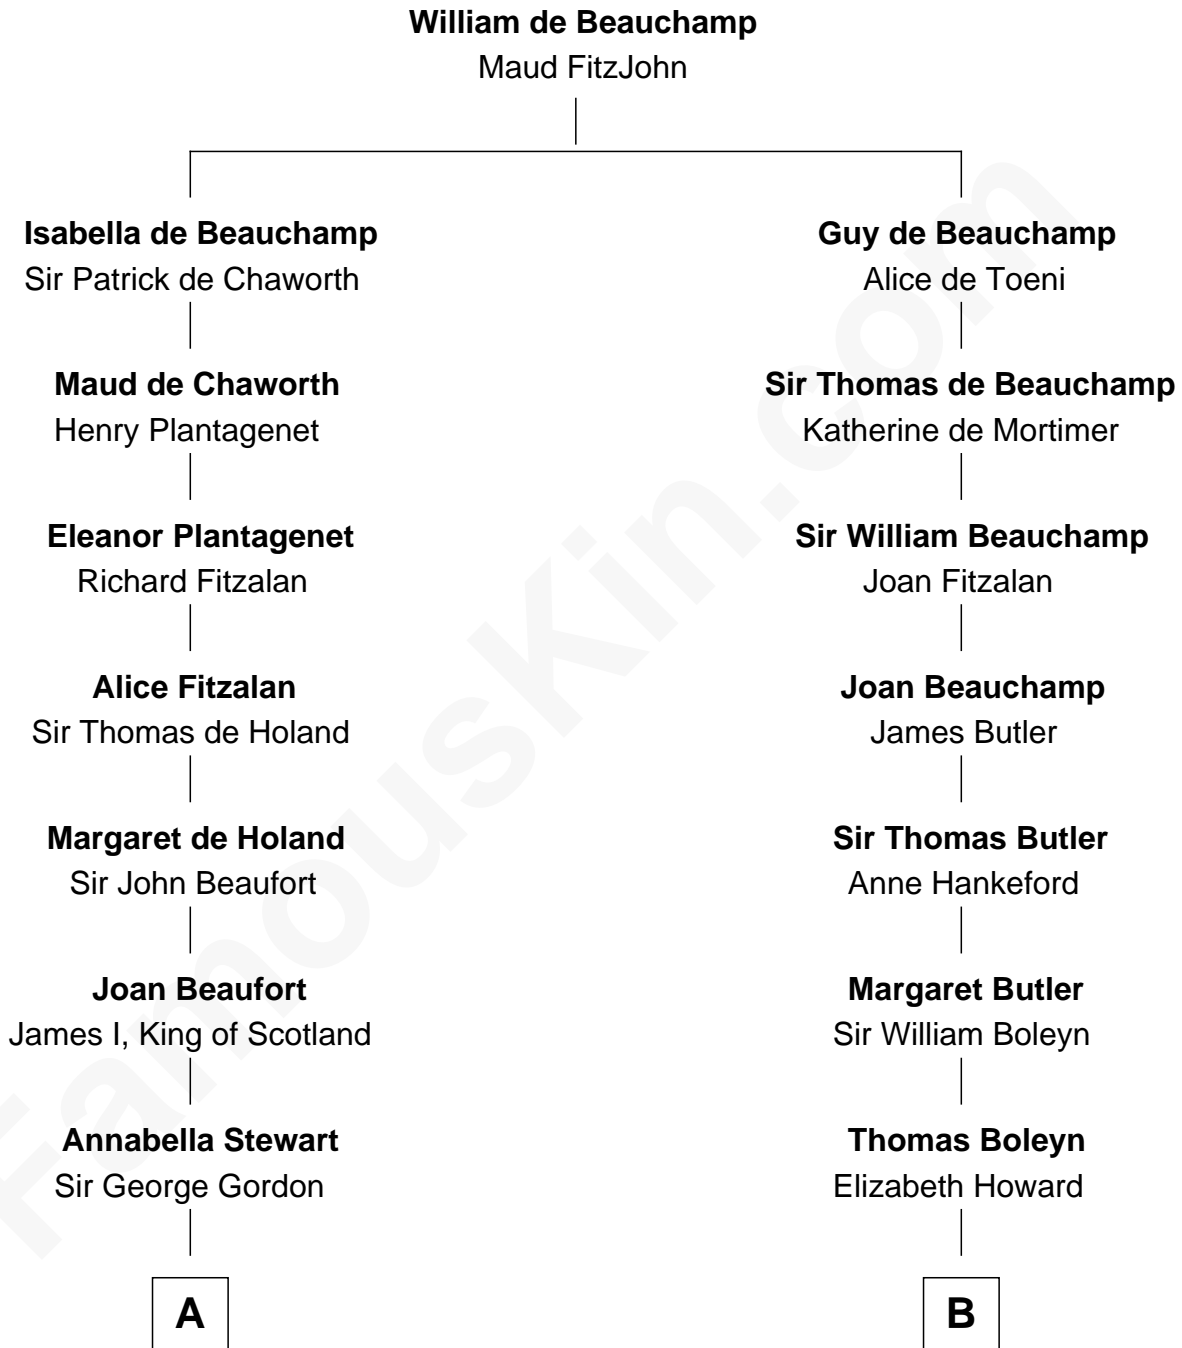 William de Beauchamp
Maud FitzJohn
Isabella de Beauchamp
Sir Patrick de Chaworth
Guy de Beauchamp
Alice de Toeni
Maud de Chaworth
Henry Plantagenet
Sir Thomas de Beauchamp
Katherine de Mortimer
Eleanor Plantagenet
Richard Fitzalan
Sir William Beauchamp
Joan Fitzalan
Alice Fitzalan
Sir Thomas de Holand
Joan Beauchamp
James Butler
Margaret de Holand
Sir John Beaufort
Sir Thomas Butler
Anne Hankeford
Joan Beaufort
James I, King of Scotland
Margaret Butler
Sir William Boleyn
Annabella Stewart
Sir George Gordon
Thomas Boleyn
Elizabeth Howard
A
B
FamousKin.com